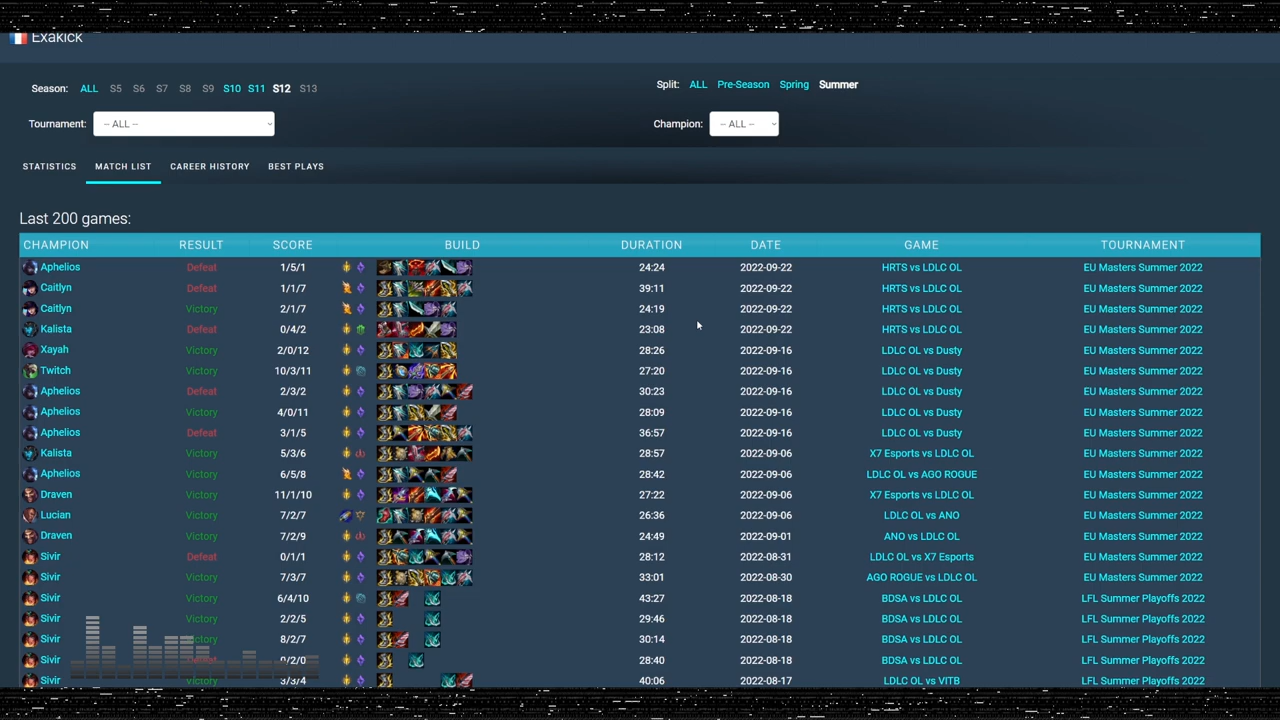 Exakick
Season: ALL S5 S6 S7 S8 S9 S10 S11 S12 S13
Split: ALL Pre-Season Spring Summer
Tournament: -- ALL --
Champion: -- ALL --
STATISTICS MATCH LIST CAREER HISTORY BEST PLAYS
Last 200 games:
CHAMPION RESULT SCORE BUILD DURATION DATE GAME TOURNAMENT
Aphelios Defeat 1/5/1 24:24 2022-09-22 HRTS vs LDLC OL EU Masters Summer 2022
Caitlyn Defeat 1/1/7 39:11 2022-09-22 HRTS vs LDLC OL EU Masters Summer 2022
Caitlyn Victory 2/1/7 24:19 2022-09-22 HRTS vs LDLC OL EU Masters Summer 2022
Kalista Defeat 0/4/2 23:08 2022-09-22 HRTS vs LDLC OL EU Masters Summer 2022
Xayah Victory 2/0/12 28:26 2022-09-16 LDLC OL vs Dusty EU Masters Summer 2022
Twitch Victory 10/3/11 27:20 2022-09-16 LDLC OL vs Dusty EU Masters Summer 2022
Aphelios Defeat 2/3/2 30:23 2022-09-16 LDLC OL vs Dusty EU Masters Summer 2022
Aphelios Victory 4/0/11 28:09 2022-09-16 LDLC OL vs Dusty EU Masters Summer 2022
Aphelios Defeat 3/1/5 36:57 2022-09-16 LDLC OL vs Dusty EU Masters Summer 2022
Kalista Victory 5/3/6 28:57 2022-09-06 X7 Esports vs LDLC OL EU Masters Summer 2022
Aphelios Victory 6/5/8 28:42 2022-09-06 LDLC OL vs AGO ROGUE EU Masters Summer 2022
Draven Victory 11/1/10 27:22 2022-09-06 X7 Esports vs LDLC OL EU Masters Summer 2022
Lucian Victory 7/2/7 26:36 2022-09-06 LDLC OL vs ANO EU Masters Summer 2022
Draven Victory 7/2/9 24:49 2022-09-01 ANO vs LDLC OL EU Masters Summer 2022
Sivir Defeat 0/1/1 28:12 2022-08-31 LDLC OL vs X7 Esports EU Masters Summer 2022
Sivir Victory 7/3/7 33:01 2022-08-30 AGO ROGUE vs LDLC OL EU Masters Summer 2022
Sivir Victory 6/4/10 43:27 2022-08-18 BDSA vs LDLC OL LFL Summer Playoffs 2022
Sivir Victory 2/2/5 29:46 2022-08-18 BDSA vs LDLC OL LFL Summer Playoffs 2022
Sivir Victory 8/2/7 30:14 2022-08-18 BDSA vs LDLC OL LFL Summer Playoffs 2022
Sivir Defeat 0/2/0 28:40 2022-08-18 BDSA vs LDLC OL LFL Summer Playoffs 2022
Sivir Victory 3/3/4 40:06 2022-08-17 LDLC OL vs VITB LFL Summer Playoffs 2022